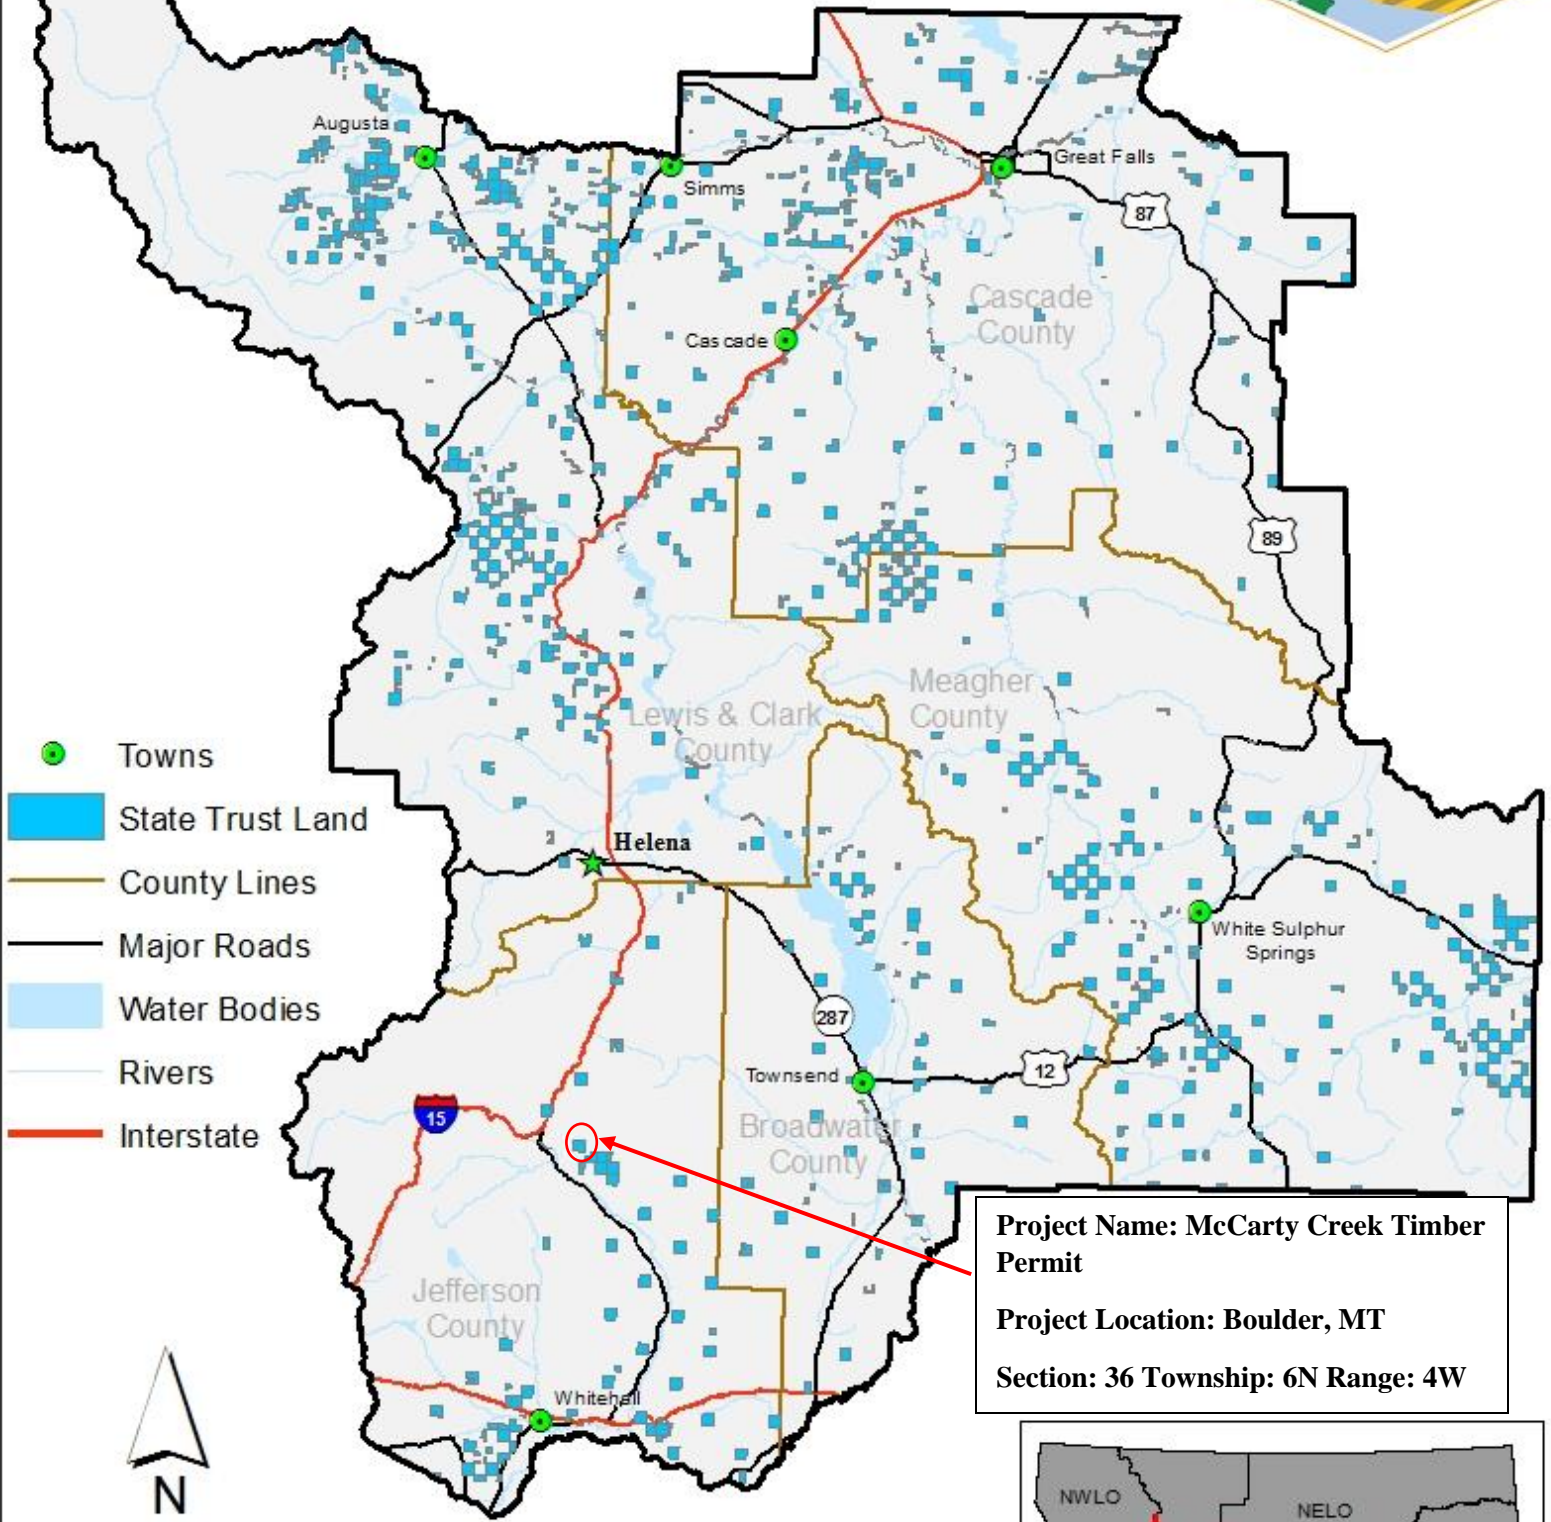 Augusta
Simms
Great Falls
87
Cascade
County
Cascade
89
Meagher
County
Lewis & Clark
County
Towns
State Trust Land
Helena
County Lines
White Sulphur
Springs
Major Roads
Water Bodies
287
Rivers
Townsend
12
15
Interstate
Broadwater
County
Project Name: McCarty Creek Timber
Permit
Project Location: Boulder, MT
Section: 36 Township: 6N Range: 4W
Jefferson
County
Whitehall
N
NWLO
NELO